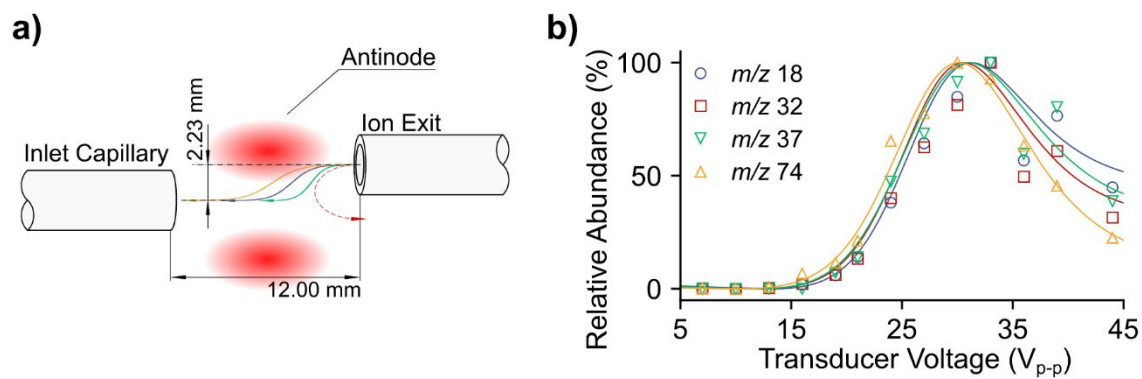 a)
Antinode
2.23 mm
Inlet Capillary
Ion Exit
12.00 mm
b)
Relative Abundance (%)
100
50
0
m/z 18
m/z 32
m/z 37
m/z 74
5 15 25 35 45
Transducer Voltage (Vp-p)